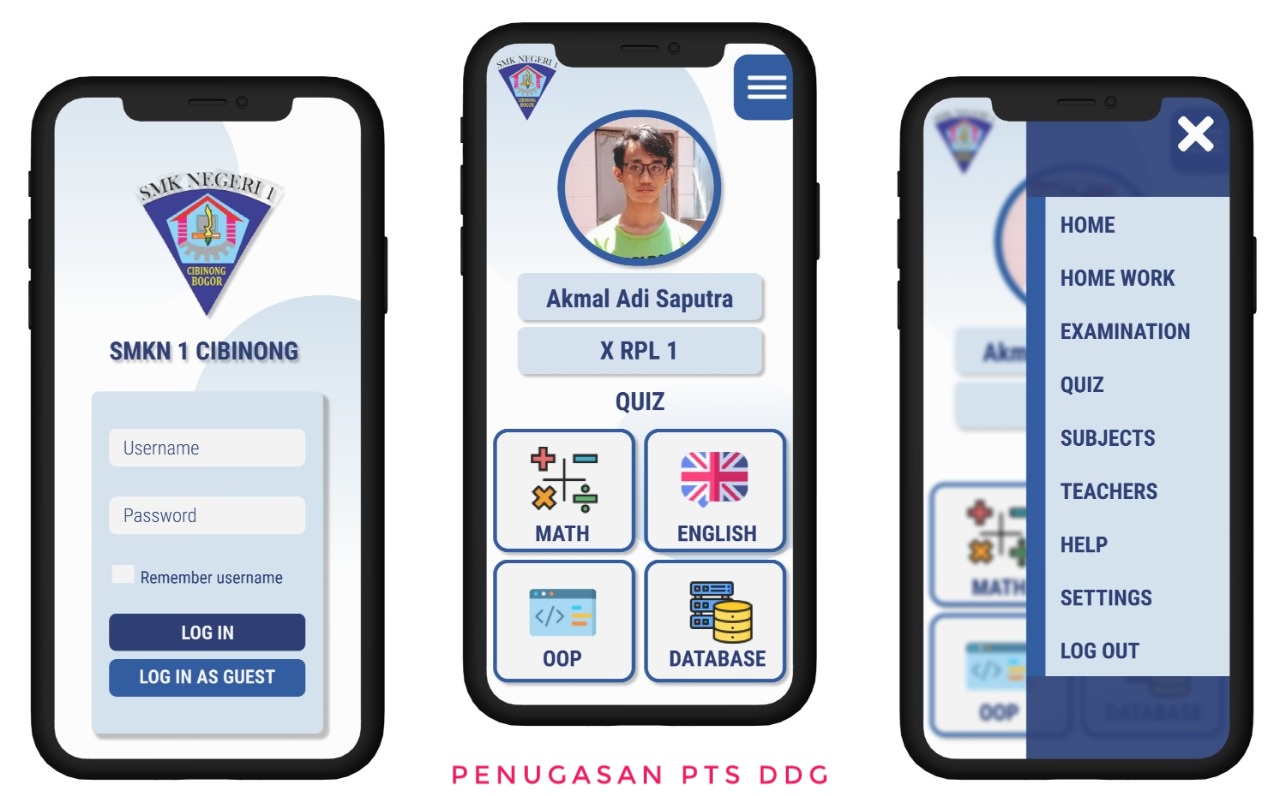 SMK NEGERI 1
CIBINONG
BOGOR
SMKN 1 CIBINONG
Username
Password
Remember username
LOG IN
LOG IN AS GUEST
SMK NEGERI 1
CIBINONG
BOGOR
Akmal Adi Saputra
X RPL 1
QUIZ
MATH
ENGLISH
</>
OOP
DATABASE
HOME
HOME WORK
EXAMINATION
QUIZ
SUBJECTS
TEACHERS
HELP
SETTINGS
LOG OUT
Akm
MATH
</>
OOP
DATABASE
PENUGASAN PTS DDG